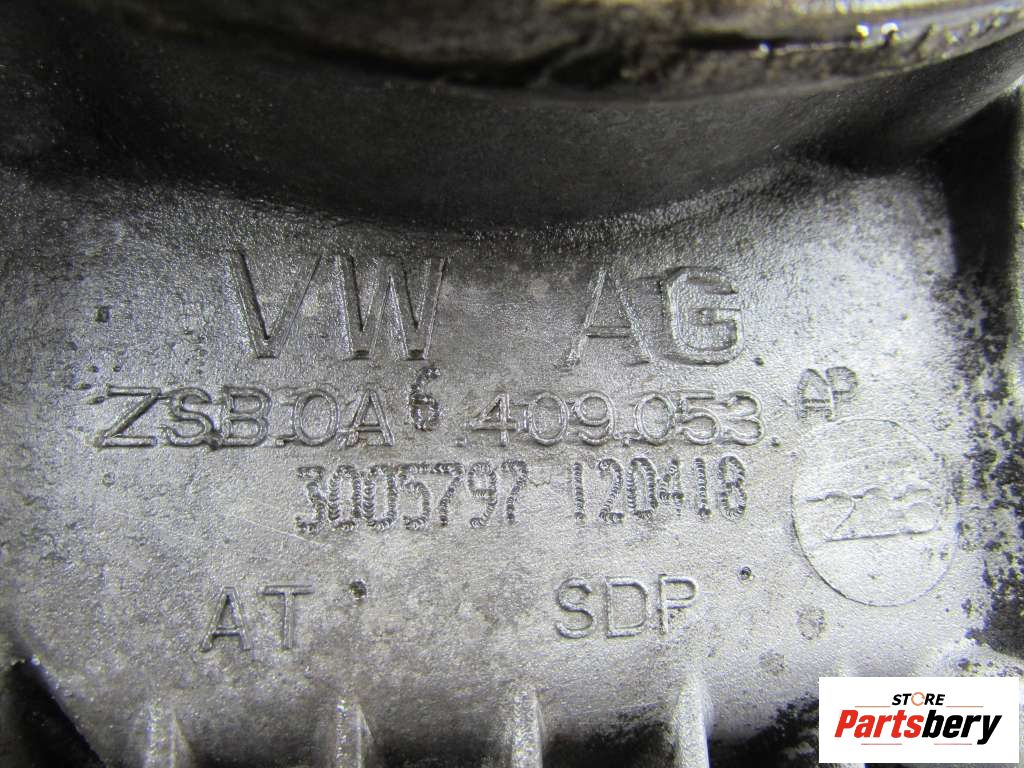 VW AG
ZSB.0A6 409.053. AP
3005797 120418
AT SDP
STORE
Partsbery